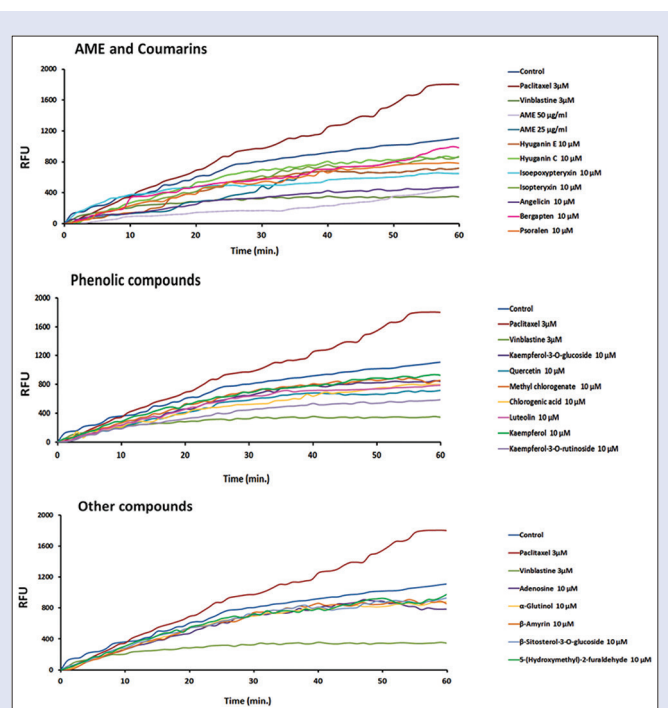 AME and Coumarins
2000
1600
1200
800
400
0
RFU
0 10 20 30 40 50 60
Time (min.)
Control
Paclitaxel 3µM
Vinblastine 3µM
AME 50 µg/ml
AME 25 µg/ml
Hyuganin E 10 µM
Hyuganin C 10 µM
Isoepoxypteryxin 10 µM
Isopteryxin 10 µM
Angelicin 10 µM
Bergapten 10 µM
Psoralen 10 µM
Phenolic compounds
2000
1600
1200
800
400
0
RFU
0 10 20 30 40 50 60
Time (min.)
Control
Paclitaxel 3µM
Vinblastine 3µM
Kaempferol-3-O-glucoside 10 µM
Quercetin 10 µM
Methyl chlorogenate 10 µM
Chlorogenic acid 10 µM
Luteolin 10 µM
Kaempferol 10 µM
Kaempferol-3-O-rutinoside 10 µM
Other compounds
2000
1600
1200
800
400
0
RFU
0 10 20 30 40 50 60
Time (min.)
Control
Paclitaxel 3µM
Vinblastine 3µM
Adenosine 10 µM
α-Glutinol 10 µM
β-Amyrin 10 µM
β-Sitosterol-3-O-glucoside 10 µM
5-(Hydroxymethyl)-2-furaldehyde 10 µM